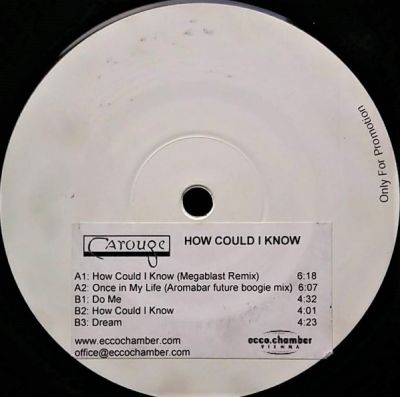 Only For Promotion
Carouge HOW COULD I KNOW
A1: How Could I Know (Megablast Remix) 6:18
A2: Once in My Life (Aromabar future boogie mix) 6:07
B1: Do Me 4:32
B2: How Could I Know 4:01
B3: Dream 4:23
www.eccochamber.com
office@eccochamber.com
ecco.chamber
VIENNA